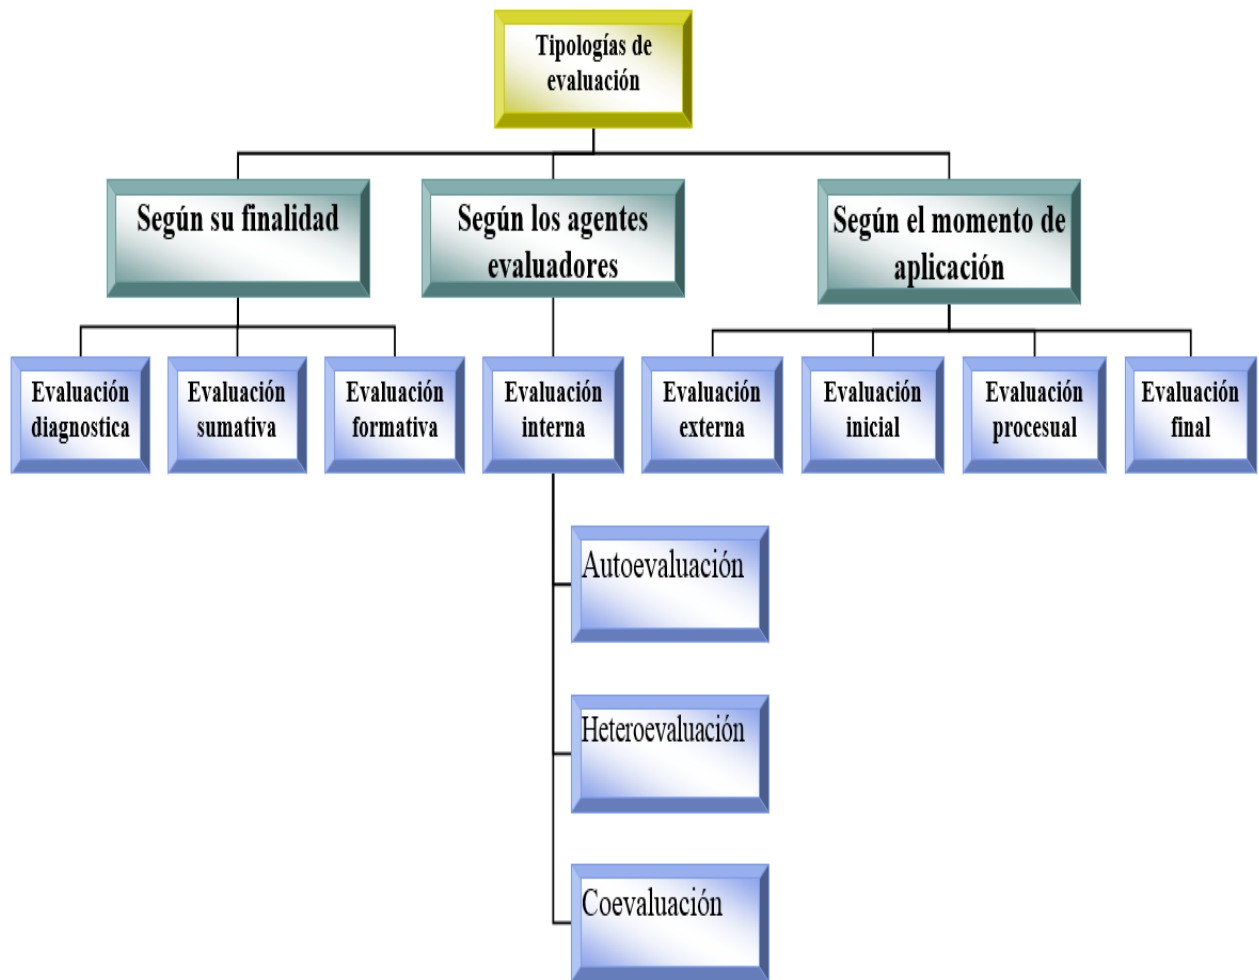 Tipologías de
evaluación
Según su finalidad
Según los agentes
evaluadores
Según el momento de
aplicación
Evaluación
diagnostica
Evaluación
sumativa
Evaluación
formativa
Evaluación
interna
Evaluación
externa
Evaluación
inicial
Evaluación
procesual
Evaluación
final
Autoevaluación
Heteroevaluación
Coevaluación